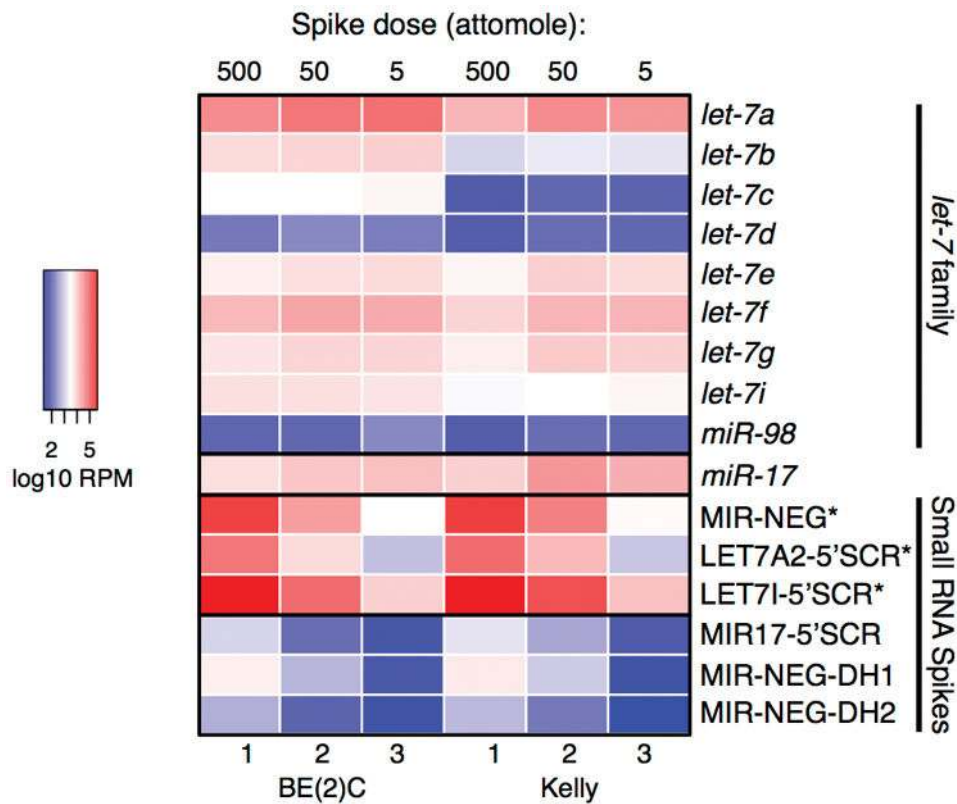 Spike dose (attomole):
500 50 5 500 50 5
let-7a
let-7b
let-7c
let-7d
let-7e
let-7f
let-7g
let-7i
miR-98
miR-17
MIR-NEG*
LET7A2-5'SCR*
LET7I-5'SCR*
MIR17-5'SCR
MIR-NEG-DH1
MIR-NEG-DH2
let-7 family
Small RNA Spikes
2 5
log10 RPM
1 2 3 1 2 3
BE(2)C Kelly